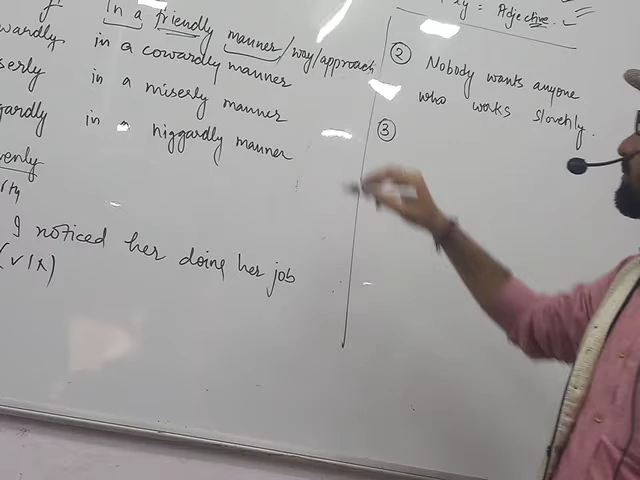 In a friendly manner/way/approach
wardly in a cowardly manner
serly in a miserly manner
gardly in a niggardly manner
venly
I noticed her doing her job
(✓/x)
= Adjective.
② Nobody wants anyone
who works slovenly.
③